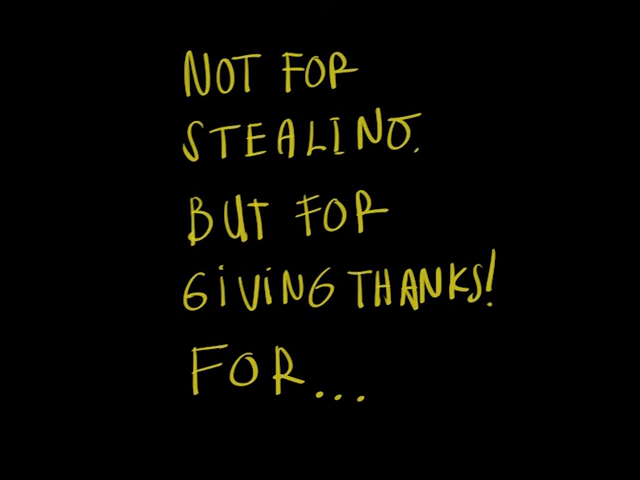 NOT FOR
STEALING.
BUT FOR
GIVING THANKS!
FOR...